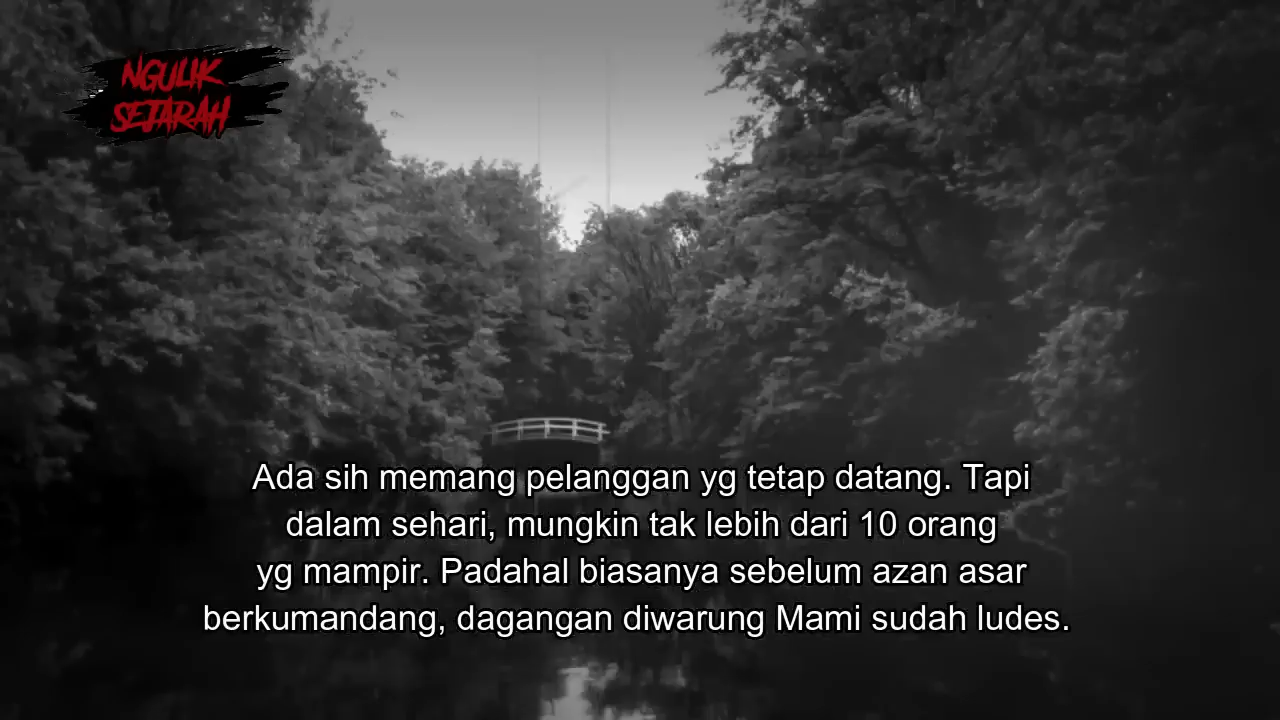 NGULIK
SEJARAH
Ada sih memang pelanggan yg tetap datang. Tapi
dalam sehari, mungkin tak lebih dari 10 orang
yg mampir. Padahal biasanya sebelum azan asar
berkumandang, dagangan diwarung Mami sudah ludes.